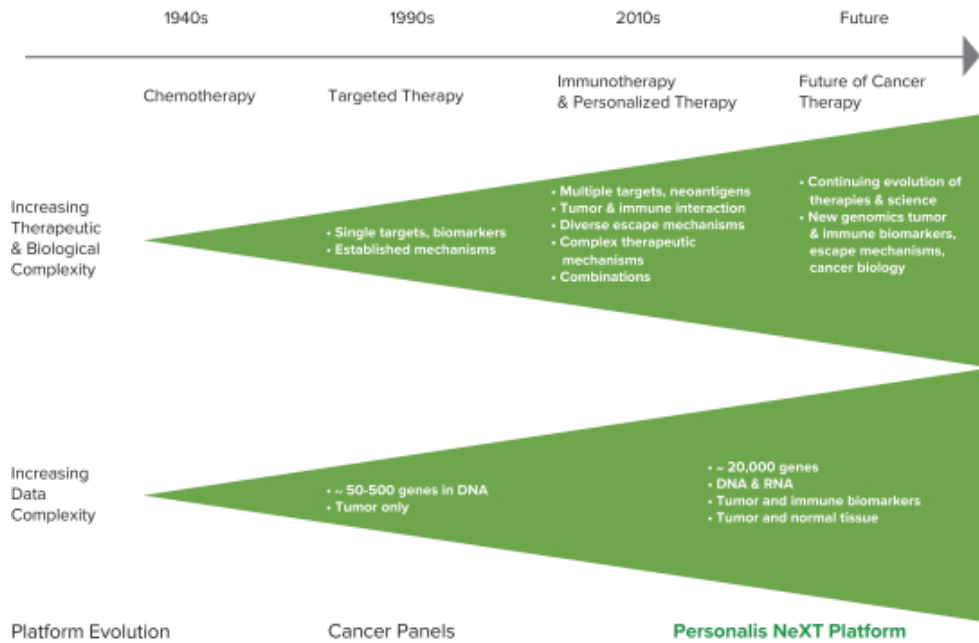 1940s 1990s 2010s Future
Chemotherapy
Targeted Therapy
Immunotherapy
& Personalized Therapy
Future of Cancer
Therapy
Increasing
Therapeutic
& Biological
Complexity
• Single targets, biomarkers
• Established mechanisms
• Multiple targets, neoantigens
• Tumor & immune interaction
• Diverse escape mechanisms
• Complex therapeutic
mechanisms
• Combinations
• Continuing evolution of
therapies & science
• New genomics tumor
& immune biomarkers,
escape mechanisms,
cancer biology
Increasing
Data
Complexity
• ~ 50-500 genes in DNA
• Tumor only
• ~ 20,000 genes
• DNA & RNA
• Tumor and immune biomarkers
• Tumor and normal tissue
Platform Evolution Cancer Panels Personalis NeXT Platform